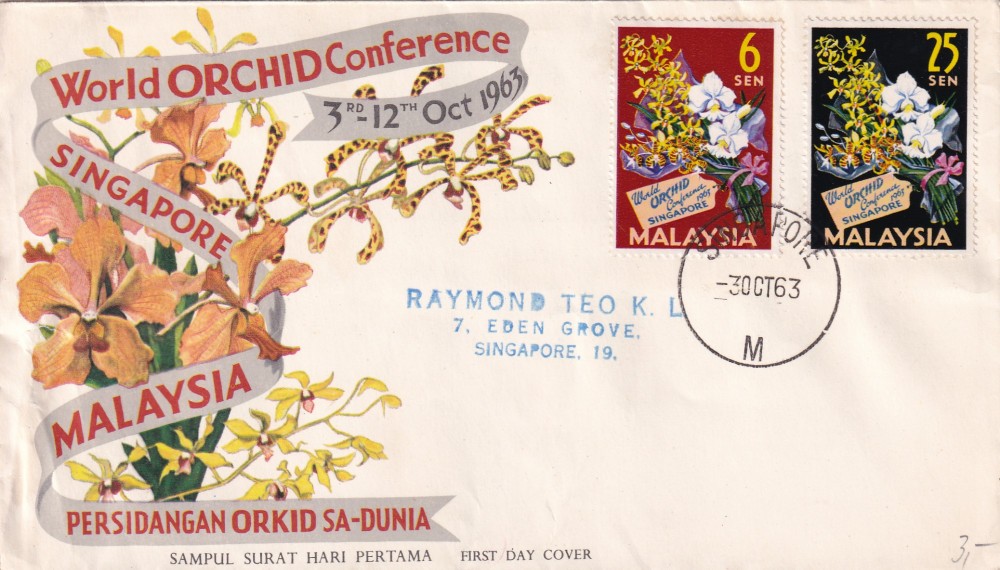 World ORCHID Conference
3RD-12TH Oct 1963
SINGAPORE
MALAYSIA
PERSIDANGAN ORKID SA-DUNIA
SAMPUL SURAT HARI PERTAMA FIRST DAY COVER
6
SEN
World
ORCHID
Conference
1963
SINGAPORE
MALAYSIA
25
SEN
World
ORCHID
Conference
1963
SINGAPORE
MALAYSIA
SINGAPORE
-3OCT63
M
RAYMOND TEO K. L
7, EDEN GROVE,
SINGAPORE, 19.
3,-